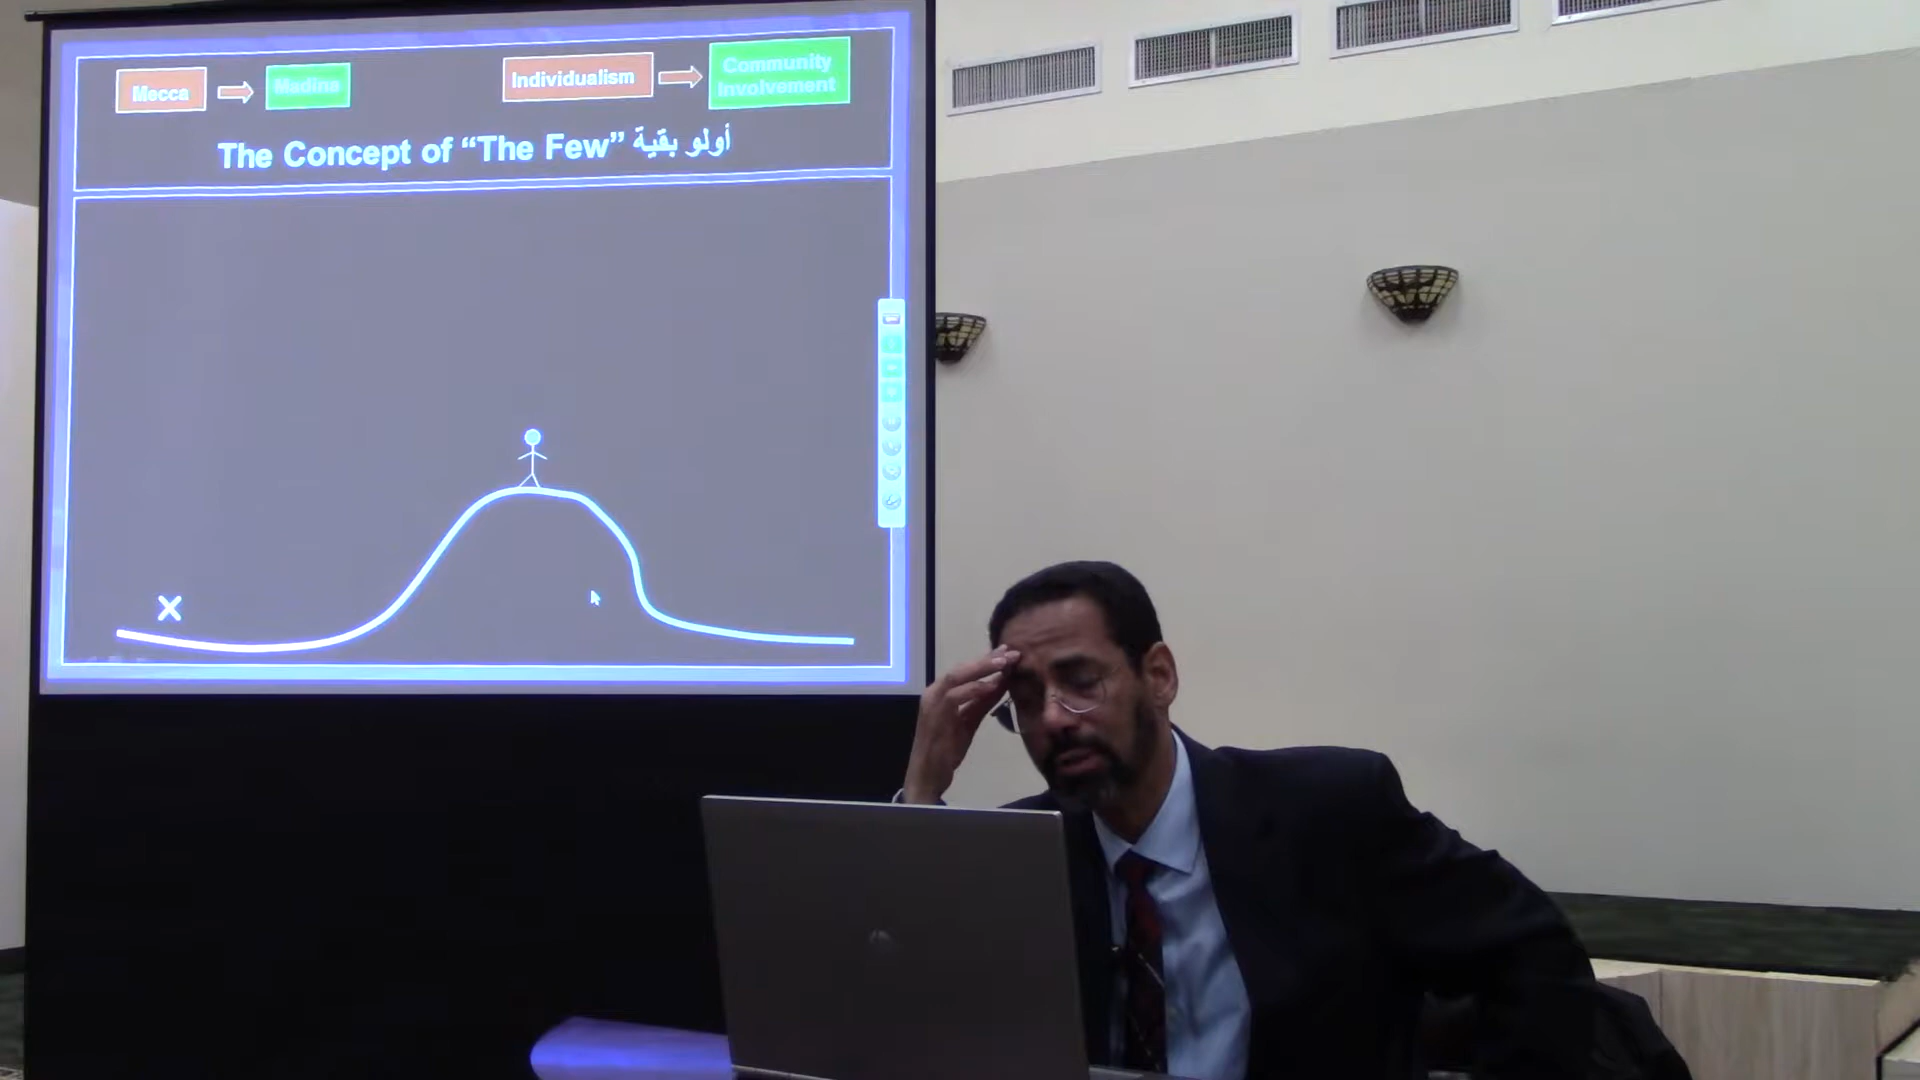 Mecca
Madina
Individualism
Community
Involvement
The Concept of “The Few” أولو بقية